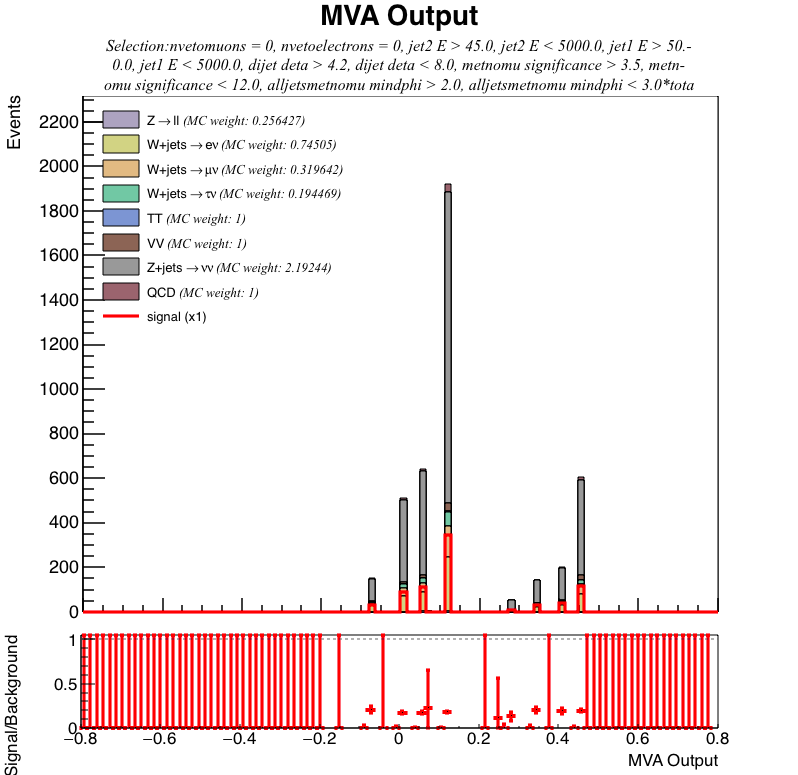 MVA Output
Selection:nvetomuons = 0, nvetoelectrons = 0, jet2 E > 45.0, jet2 E < 5000.0, jet1 E > 50.-
0.0, jet1 E < 5000.0, dijet deta > 4.2, dijet deta < 8.0, metnomu significance > 3.5, metn-
omu significance < 12.0, alljetsmetnomu mindphi > 2.0, alljetsmetnomu mindphi < 3.0*tota
Events
2200
2000
1800
1600
1400
1200
1000
800
600
400
200
0
Z→ll (MC weight: 0.256427)
W+jets→eν (MC weight: 0.74505)
W+jets→μν (MC weight: 0.319642)
W+jets→τν (MC weight: 0.194469)
TT (MC weight: 1)
VV (MC weight: 1)
Z+jets→νν (MC weight: 2.19244)
QCD (MC weight: 1)
signal (x1)
Signal/Background
1
0.5
0
−0.8 −0.6 −0.4 −0.2 0 0.2 0.4 0.6 0.8
MVA Output